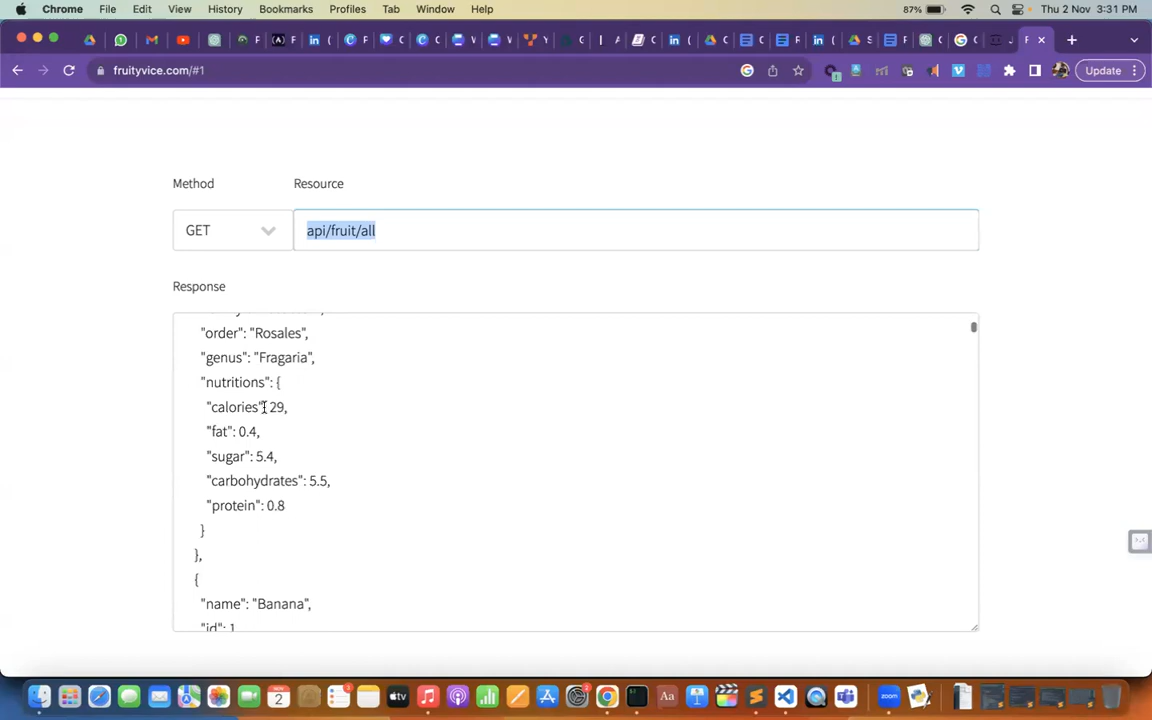 Chrome File Edit View History Bookmarks Profiles Tab Window Help 87% Thu 2 Nov 3:31 PM
fruityvice.com/#1 Update
Method Resource
GET api/fruit/all
Response
"order": "Rosales",
"genus": "Fragaria",
"nutritions": {
"calories": 29,
"fat": 0.4,
"sugar": 5.4,
"carbohydrates": 5.5,
"protein": 0.8
}
},
{
"name": "Banana",
"id": 1